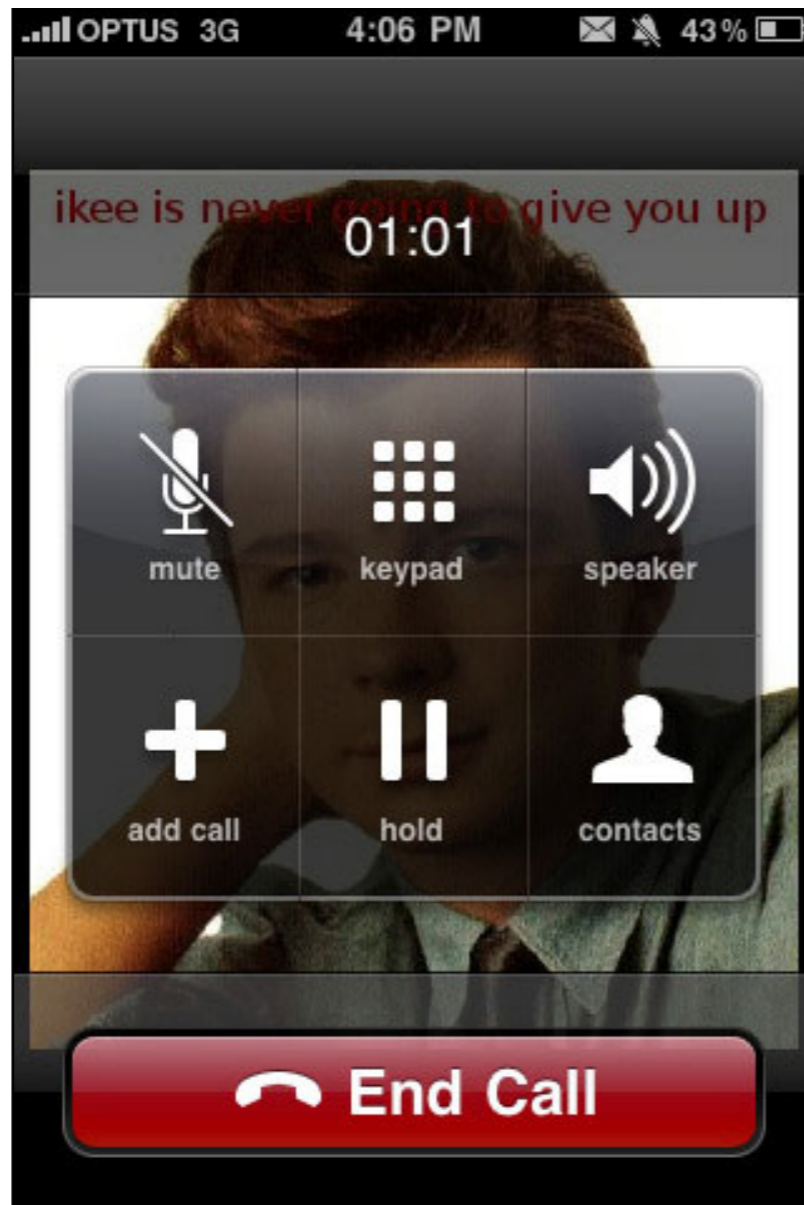 OPTUS 3G 4:06 PM 43%
ikee is never going to give you up
01:01
mute keypad speaker
add call hold contacts
End Call